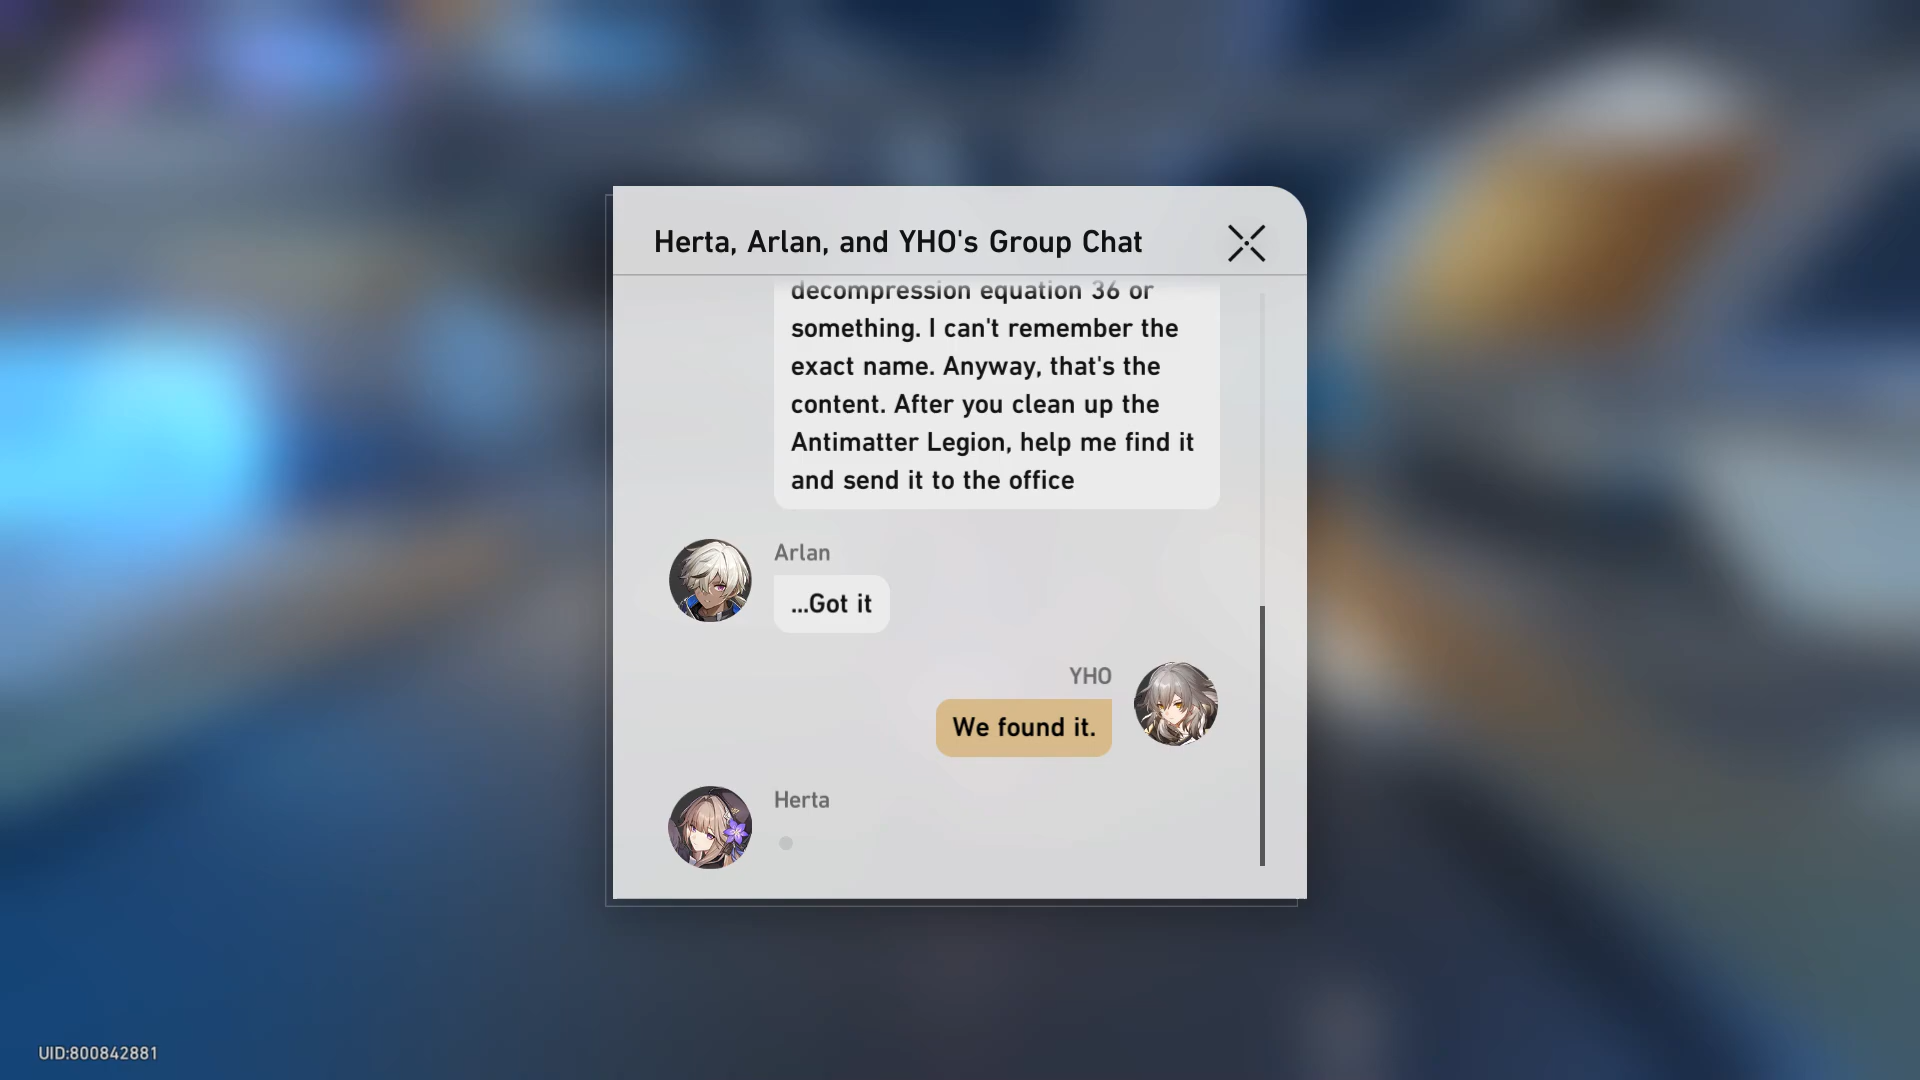 Herta, Arlan, and YHO's Group Chat
decompression equation 36 or
something. I can't remember the
exact name. Anyway, that's the
content. After you clean up the
Antimatter Legion, help me find it
and send it to the office
Arlan
...Got it
YHO
We found it.
Herta
UID:800842881